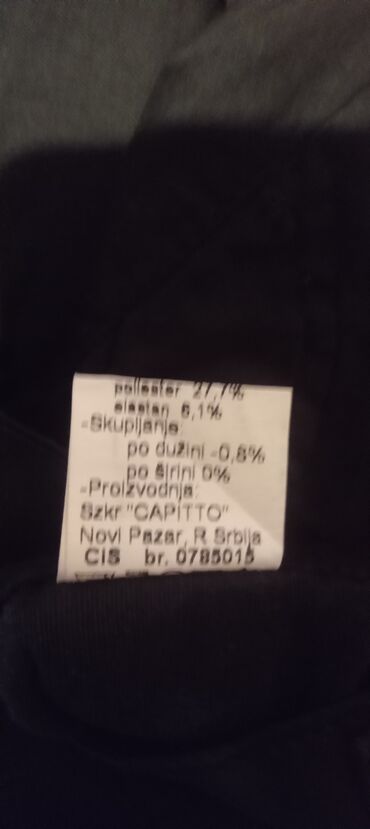 poliester 27,7%
elastan 6,1%
-Skupljanje:
po dužini -0,8%
po širini 0%
-Proizvodnja:
Szkr "CAPITTO"
Novi Pazar, R Srbija
CIS br. 0785015